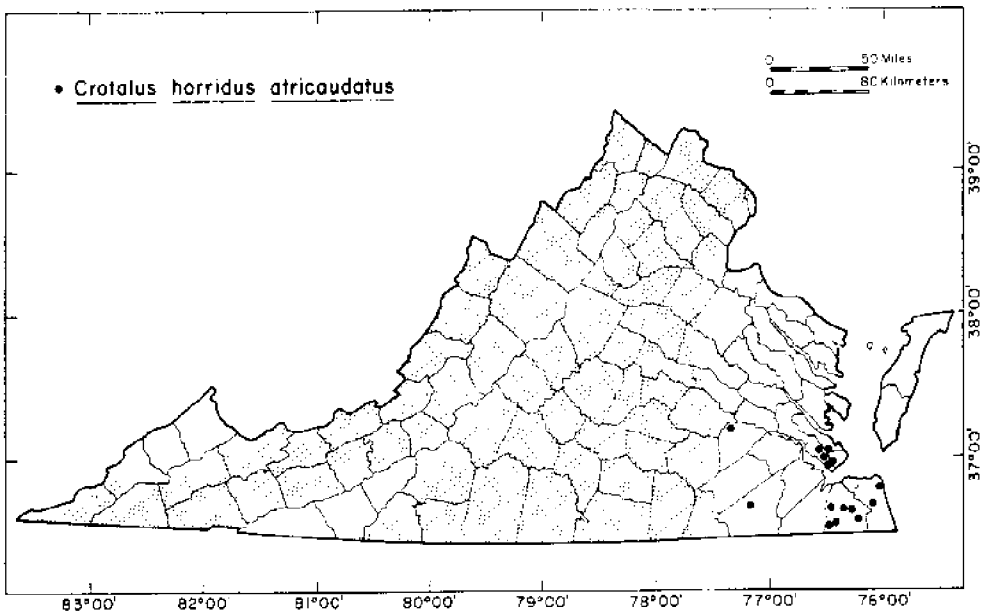 0 50 Miles
• Crotalus horridus atricaudatus
0 80 Kilometers
39°00'
38°00'
37°00'
83°00' 82°00' 81°00' 80°00' 79°00' 78°00' 77°00' 76°00'